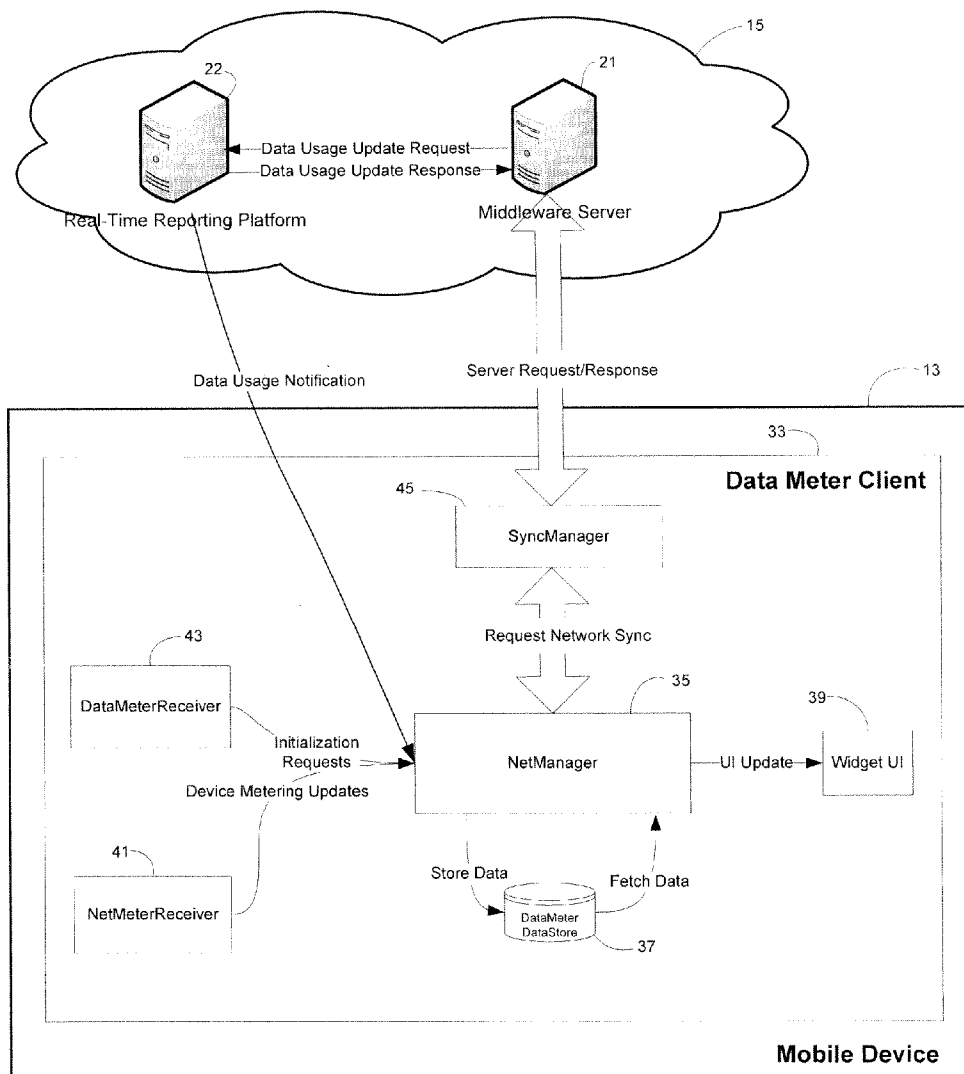 15
22
21
Data Usage Update Request
Data Usage Update Response
Real-Time Reporting Platform
Middleware Server
Data Usage Notification
Server Request/Response
13
33
Data Meter Client
45
SyncManager
Request Network Sync
43
DataMeterReceiver
35
39
Initialization
Requests
NetManager
UI Update
Widget UI
Device Metering Updates
41
NetMeterReceiver
Store Data
Fetch Data
DataMeter
DataStore
37
Mobile Device